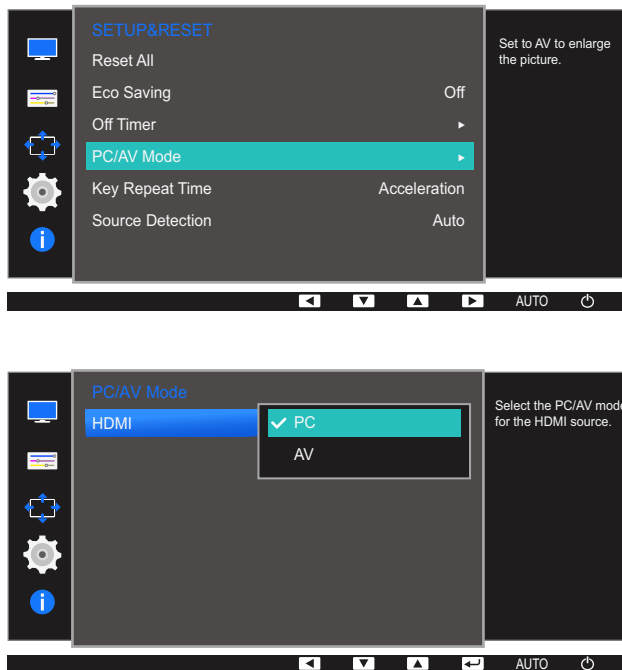 SETUP&RESET
Reset All
Eco Saving Off
Off Timer
PC/AV Mode
Key Repeat Time Acceleration
Source Detection Auto
Set to AV to enlarge
the picture.
AUTO
PC/AV Mode
HDMI
PC
AV
Select the PC/AV mode
for the HDMI source.
AUTO